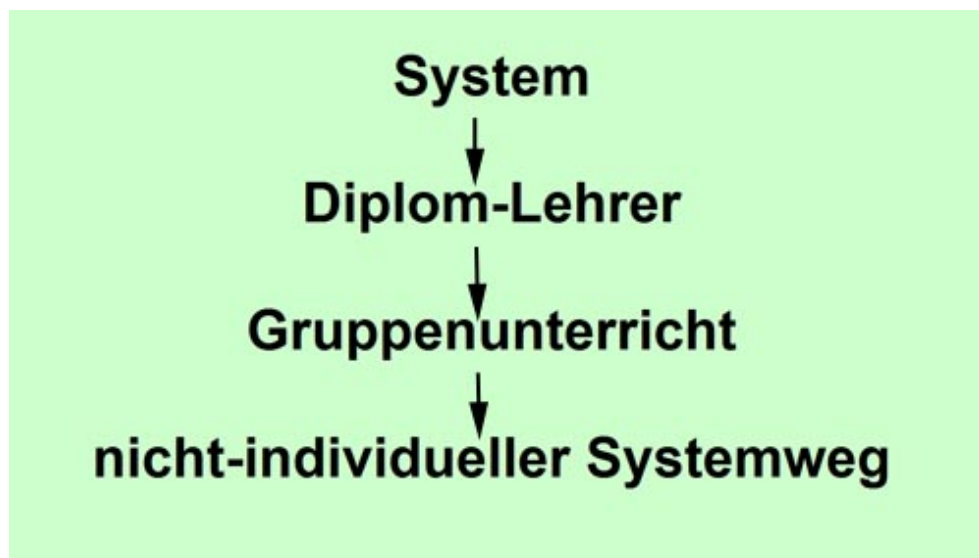 System
Diplom-Lehrer
Gruppenunterricht
nicht-individueller Systemweg